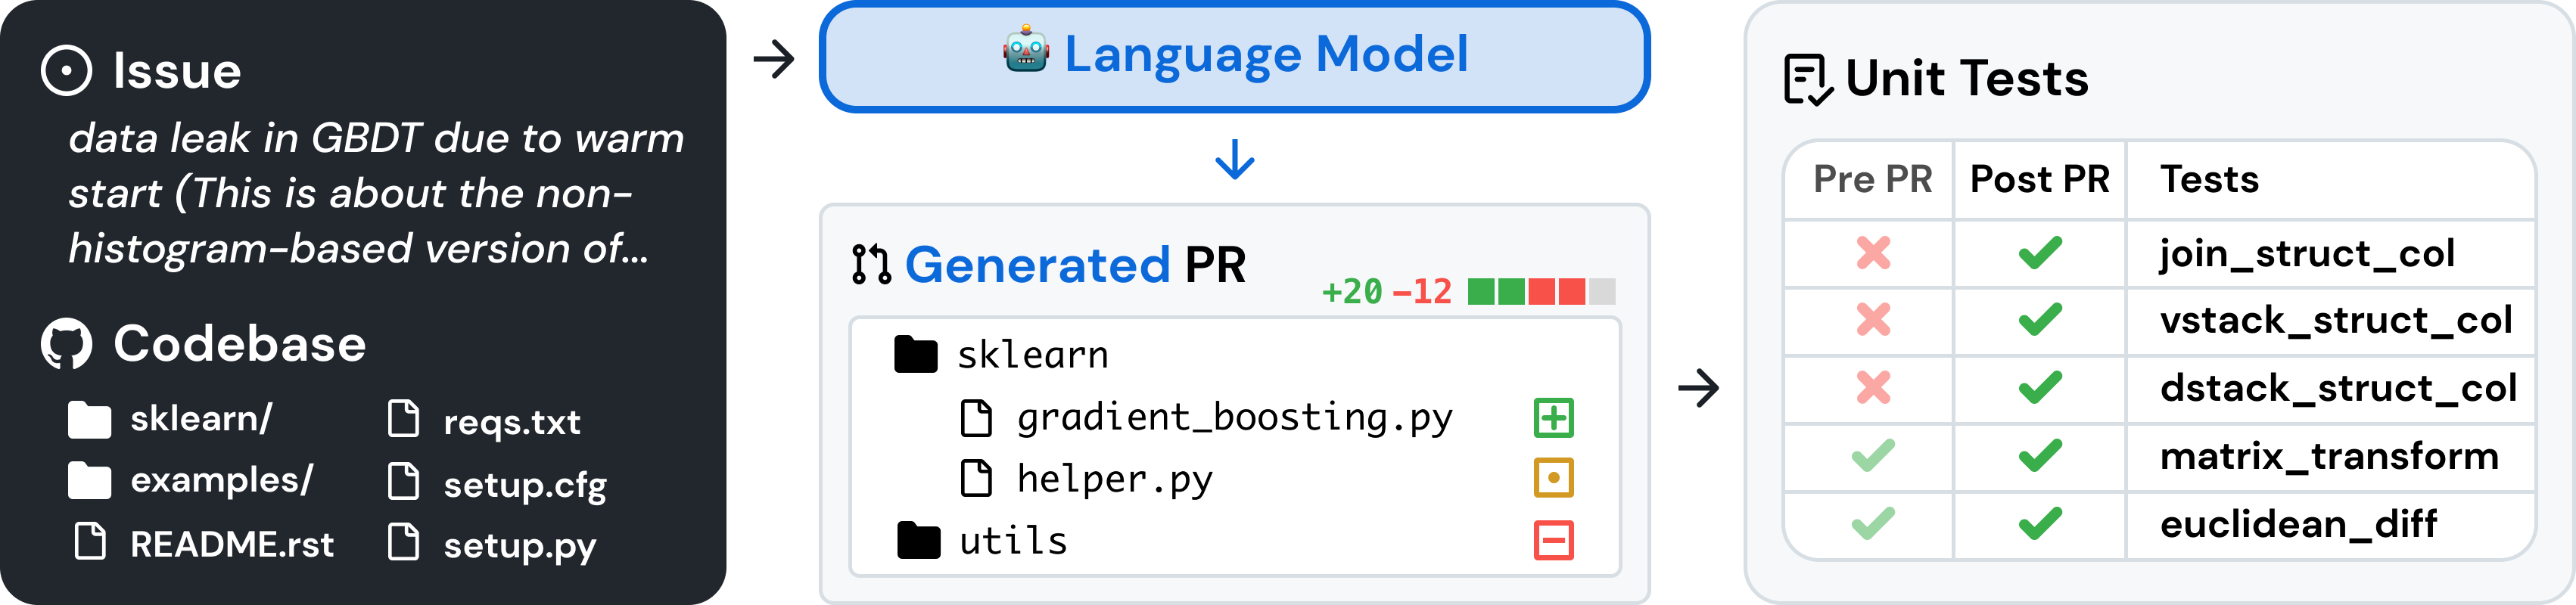 Issue
data leak in GBDT due to warm
start (This is about the non-
histogram-based version of...
Codebase
sklearn/
examples/
README.rst
reqs.txt
setup.cfg
setup.py
Language Model
Generated PR
+20 -12
sklearn
gradient_boosting.py
helper.py
utils
Unit Tests
Pre PR Post PR Tests
join_struct_col
vstack_struct_col
dstack_struct_col
matrix_transform
euclidean_diff